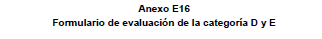 Anexo E16
Formulario de evaluación de la categoría D y E